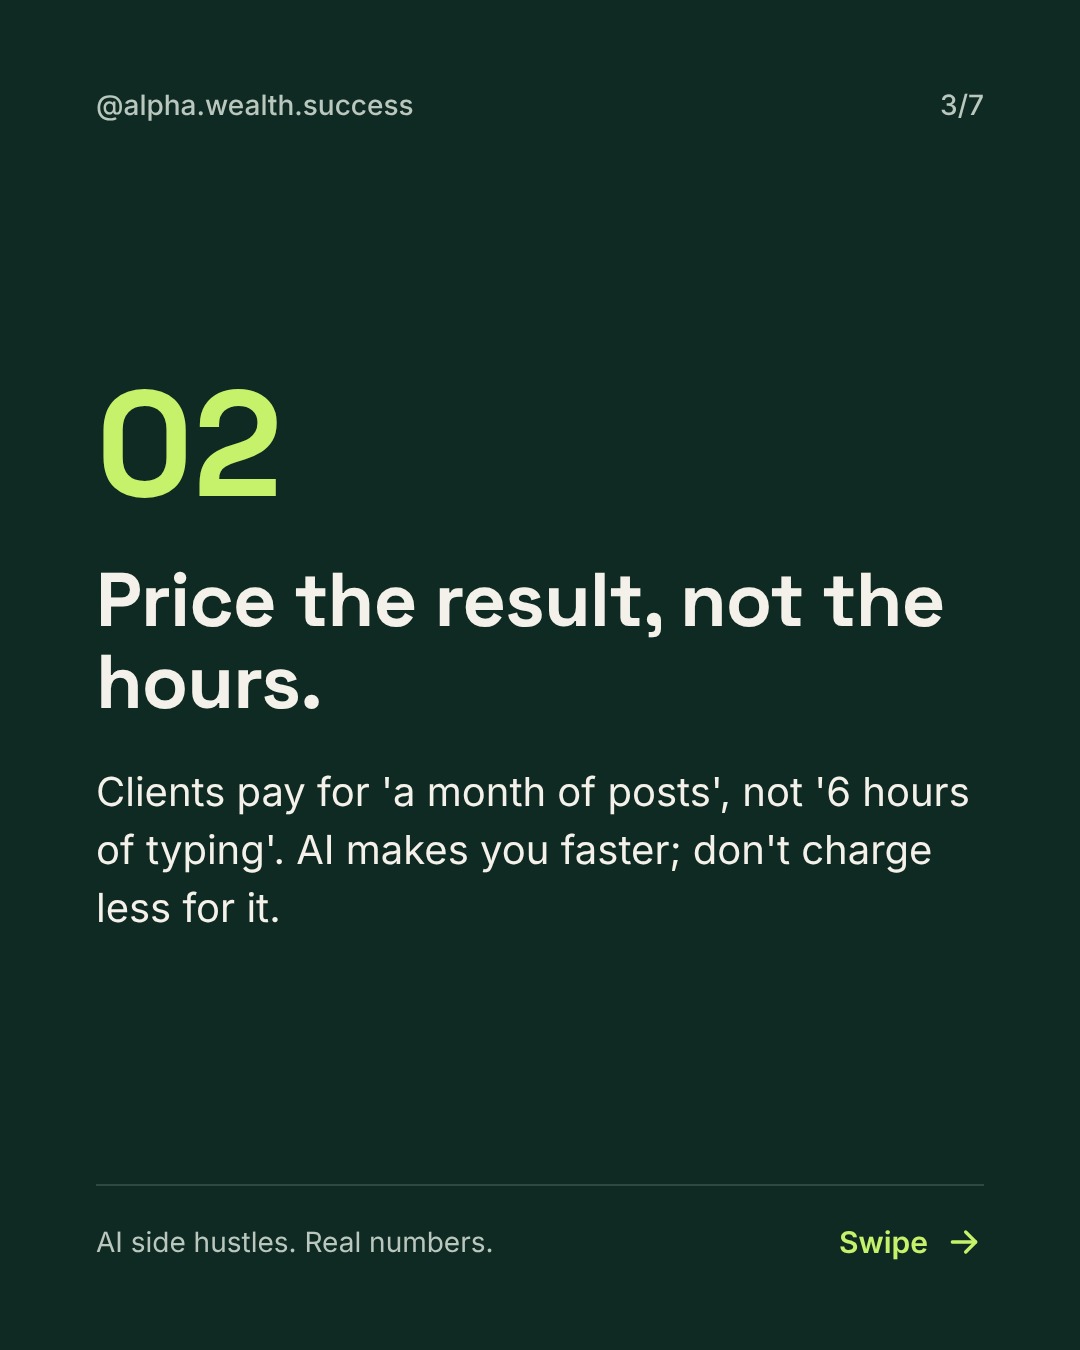 @alpha.wealth.success
3/7
02
Price the result, not the
hours.
Clients pay for 'a month of posts', not '6 hours
of typing'. AI makes you faster; don't charge
less for it.
AI side hustles. Real numbers.
Swipe →